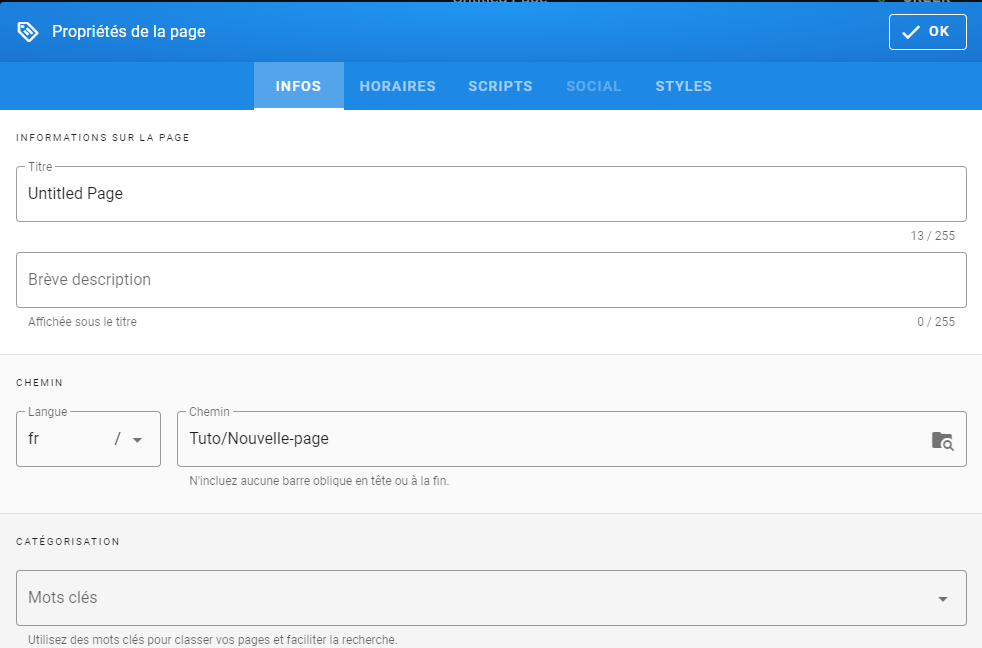 Propriétés de la page
OK
INFOS HORAIRES SCRIPTS SOCIAL STYLES
INFORMATIONS SUR LA PAGE
Titre
Untitled Page
13 / 255
Brève description
Affichée sous le titre
0 / 255
CHEMIN
Langue
fr /
Chemin
Tuto/Nouvelle-page
N'incluez aucune barre oblique en tête ou à la fin.
CATÉGORISATION
Mots clés
Utilisez des mots clés pour classer vos pages et faciliter la recherche.